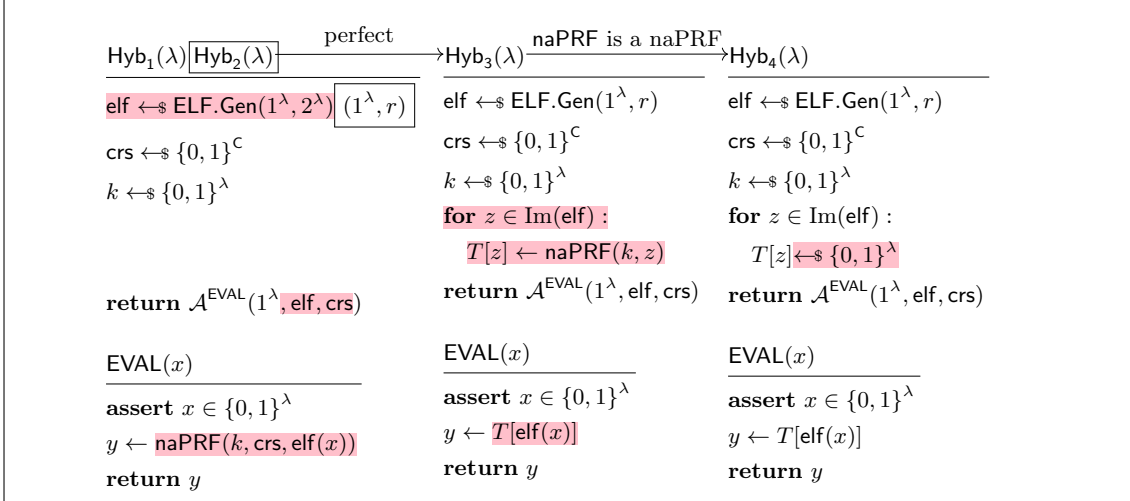 perfect
naPRF is a naPRF
Hyb₁(λ) Hyb₂(λ)
elf ←$ ELF.Gen(1^λ, 2^λ) (1^λ, r)
crs ←$ {0, 1}^C
k ←$ {0, 1}^λ
return A^EVAL(1^λ, elf, crs)
EVAL(x)
assert x ∈ {0, 1}^λ
y ← naPRF(k, crs, elf(x))
return y
Hyb₃(λ)
elf ←$ ELF.Gen(1^λ, r)
crs ←$ {0, 1}^C
k ←$ {0, 1}^λ
for z ∈ Im(elf) :
T[z] ← naPRF(k, z)
return A^EVAL(1^λ, elf, crs)
EVAL(x)
assert x ∈ {0, 1}^λ
y ← T[elf(x)]
return y
Hyb₄(λ)
elf ←$ ELF.Gen(1^λ, r)
crs ←$ {0, 1}^C
k ←$ {0, 1}^λ
for z ∈ Im(elf) :
T[z] ←$ {0, 1}^λ
return A^EVAL(1^λ, elf, crs)
EVAL(x)
assert x ∈ {0, 1}^λ
y ← T[elf(x)]
return y